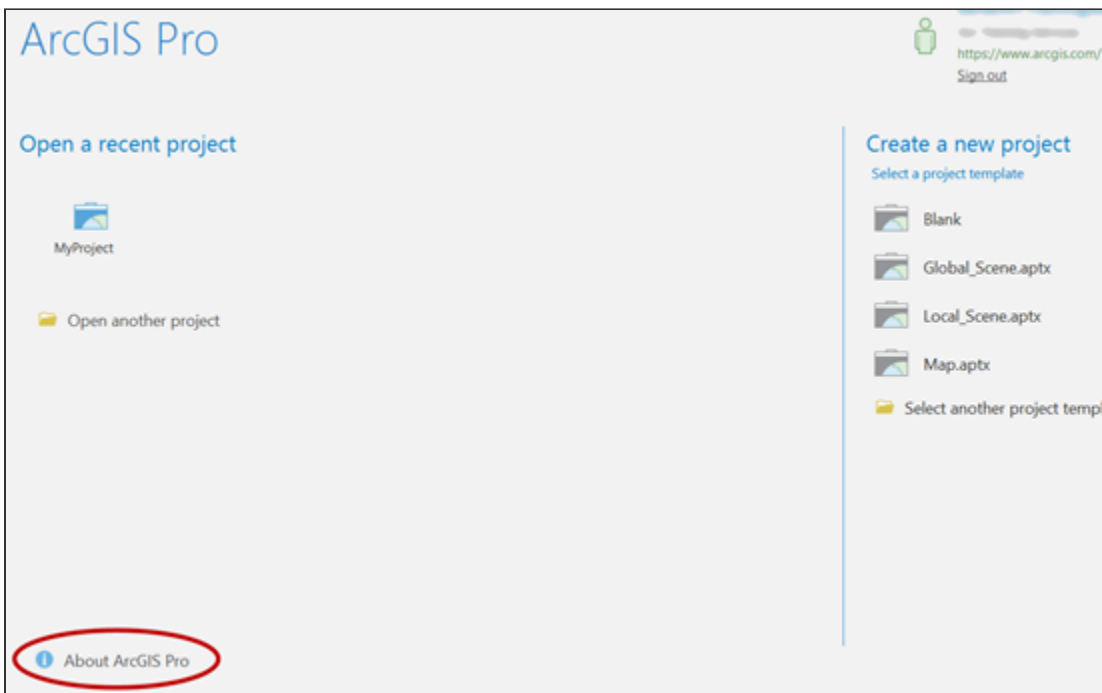 ArcGIS Pro
https://www.arcgis.com/
Sign out
Open a recent project
MyProject
Open another project
Create a new project
Select a project template
Blank
Global_Scene.aptx
Local_Scene.aptx
Map.aptx
Select another project templ
About ArcGIS Pro